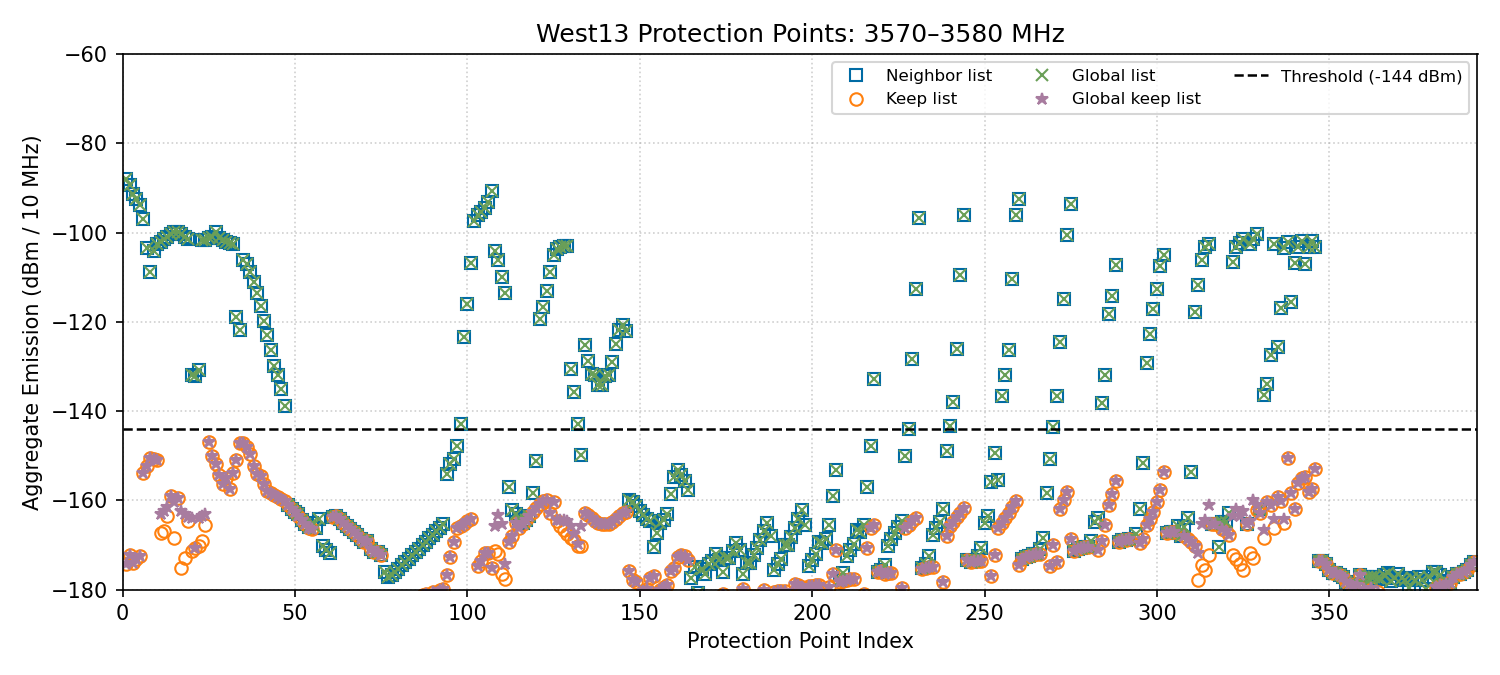 West13 Protection Points: 3570–3580 MHz
Neighbor list
Keep list
Global list
Global keep list
Threshold (-144 dBm)
Aggregate Emission (dBm / 10 MHz)
−60
−80
−100
−120
−140
−160
−180
0 50 100 150 200 250 300 350
Protection Point Index